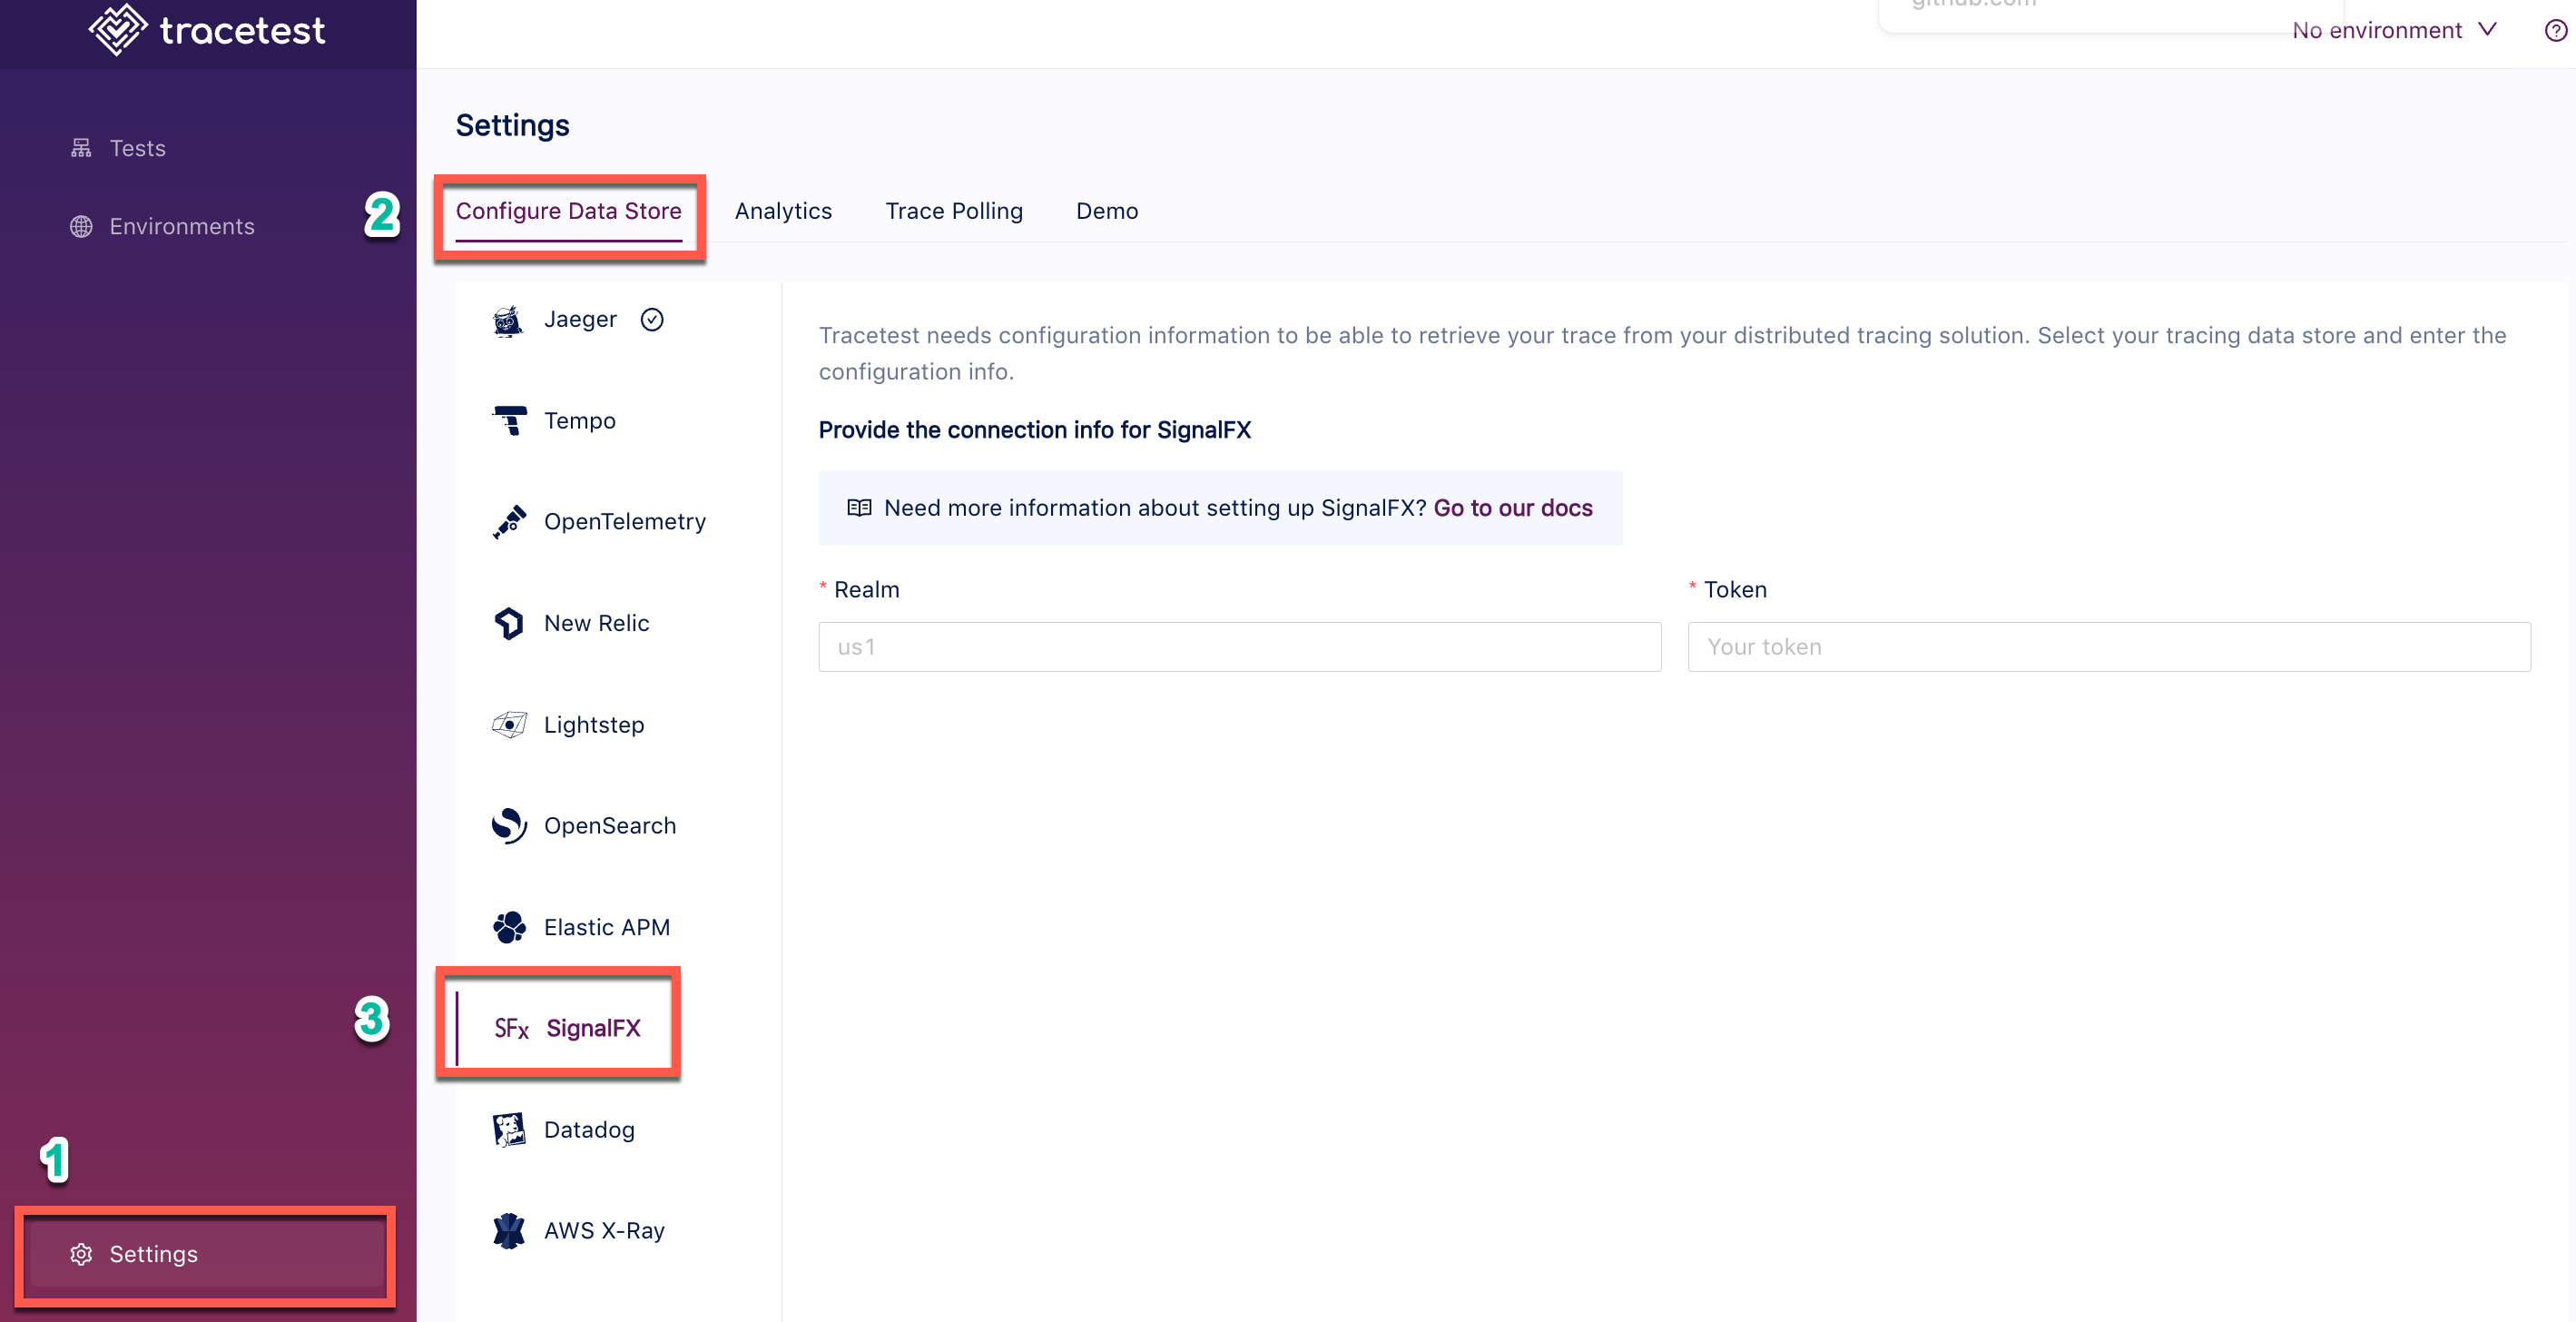 tracetest
github.com
No environment
Tests
Environments
Settings
2
Configure Data Store
Analytics
Trace Polling
Demo
Jaeger
Tempo
OpenTelemetry
New Relic
Lightstep
OpenSearch
Elastic APM
3
SFx SignalFX
Datadog
AWS X-Ray
Tracetest needs configuration information to be able to retrieve your trace from your distributed tracing solution. Select your tracing data store and enter the
configuration info.
Provide the connection info for SignalFX
Need more information about setting up SignalFX? Go to our docs
* Realm
us1
* Token
Your token
1
Settings